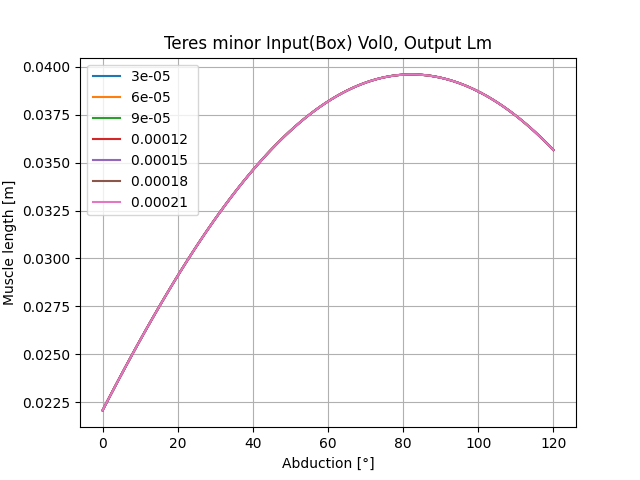 Teres minor Input(Box) Vol0, Output Lm
0.0400
0.0375
0.0350
0.0325
0.0300
0.0275
0.0250
0.0225
Muscle length [m]
3e-05
6e-05
9e-05
0.00012
0.00015
0.00018
0.00021
0 20 40 60 80 100 120
Abduction [°]